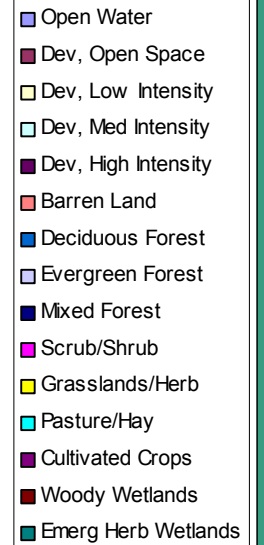 Open Water
Dev, Open Space
Dev, Low Intensity
Dev, Med Intensity
Dev, High Intensity
Barren Land
Deciduous Forest
Evergreen Forest
Mixed Forest
Scrub/Shrub
Grasslands/Herb
Pasture/Hay
Cultivated Crops
Woody Wetlands
Emerg Herb Wetlands